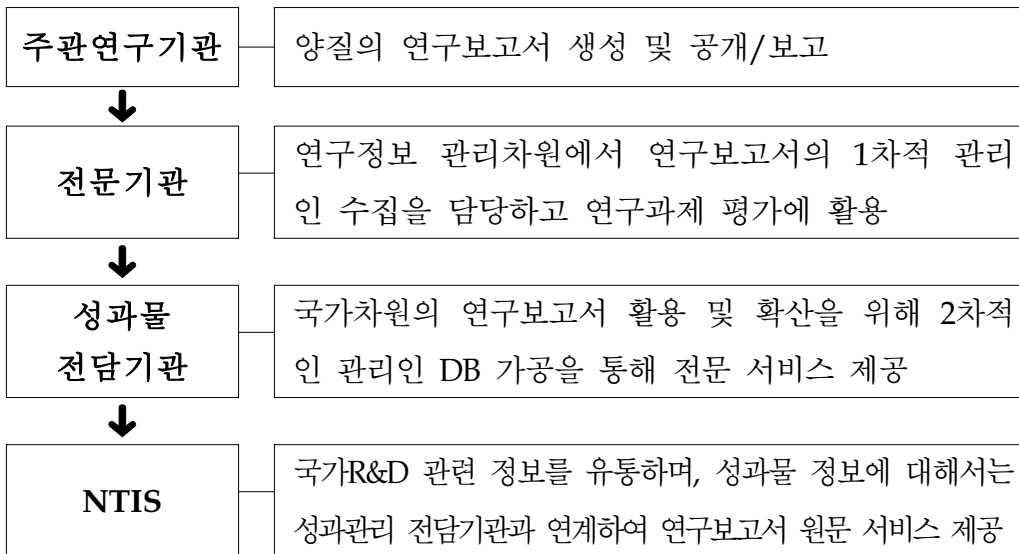 주관연구기관
양질의 연구보고서 생성 및 공개/보고
전문기관
연구정보 관리차원에서 연구보고서의 1차적 관리
인 수집을 담당하고 연구과제 평가에 활용
성과물
전담기관
국가차원의 연구보고서 활용 및 확산을 위해 2차적
인 관리인 DB 가공을 통해 전문 서비스 제공
NTIS
국가R&D 관련 정보를 유통하며, 성과물 정보에 대해서는
성과관리 전담기관과 연계하여 연구보고서 원문 서비스 제공